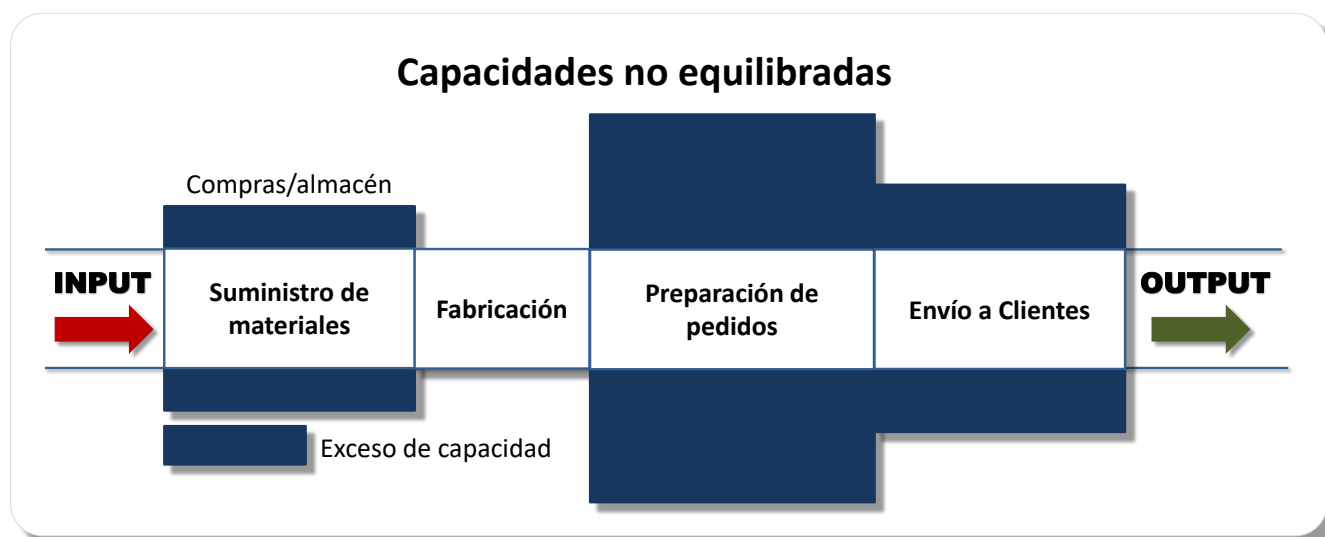 Capacidades no equilibradas
Compras/almacén
INPUT
Suministro de
materiales
Fabricación
Preparación de
pedidos
Envío a Clientes
OUTPUT
Exceso de capacidad